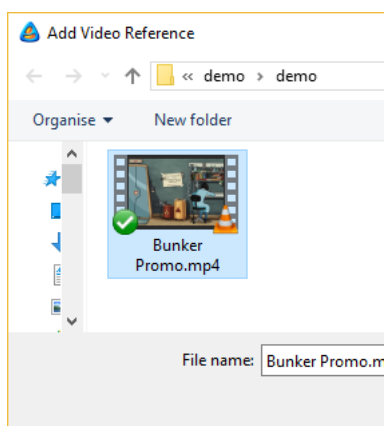 Add Video Reference
« demo › demo
Organise New folder
Bunker
Promo.mp4
File name: Bunker Promo.m